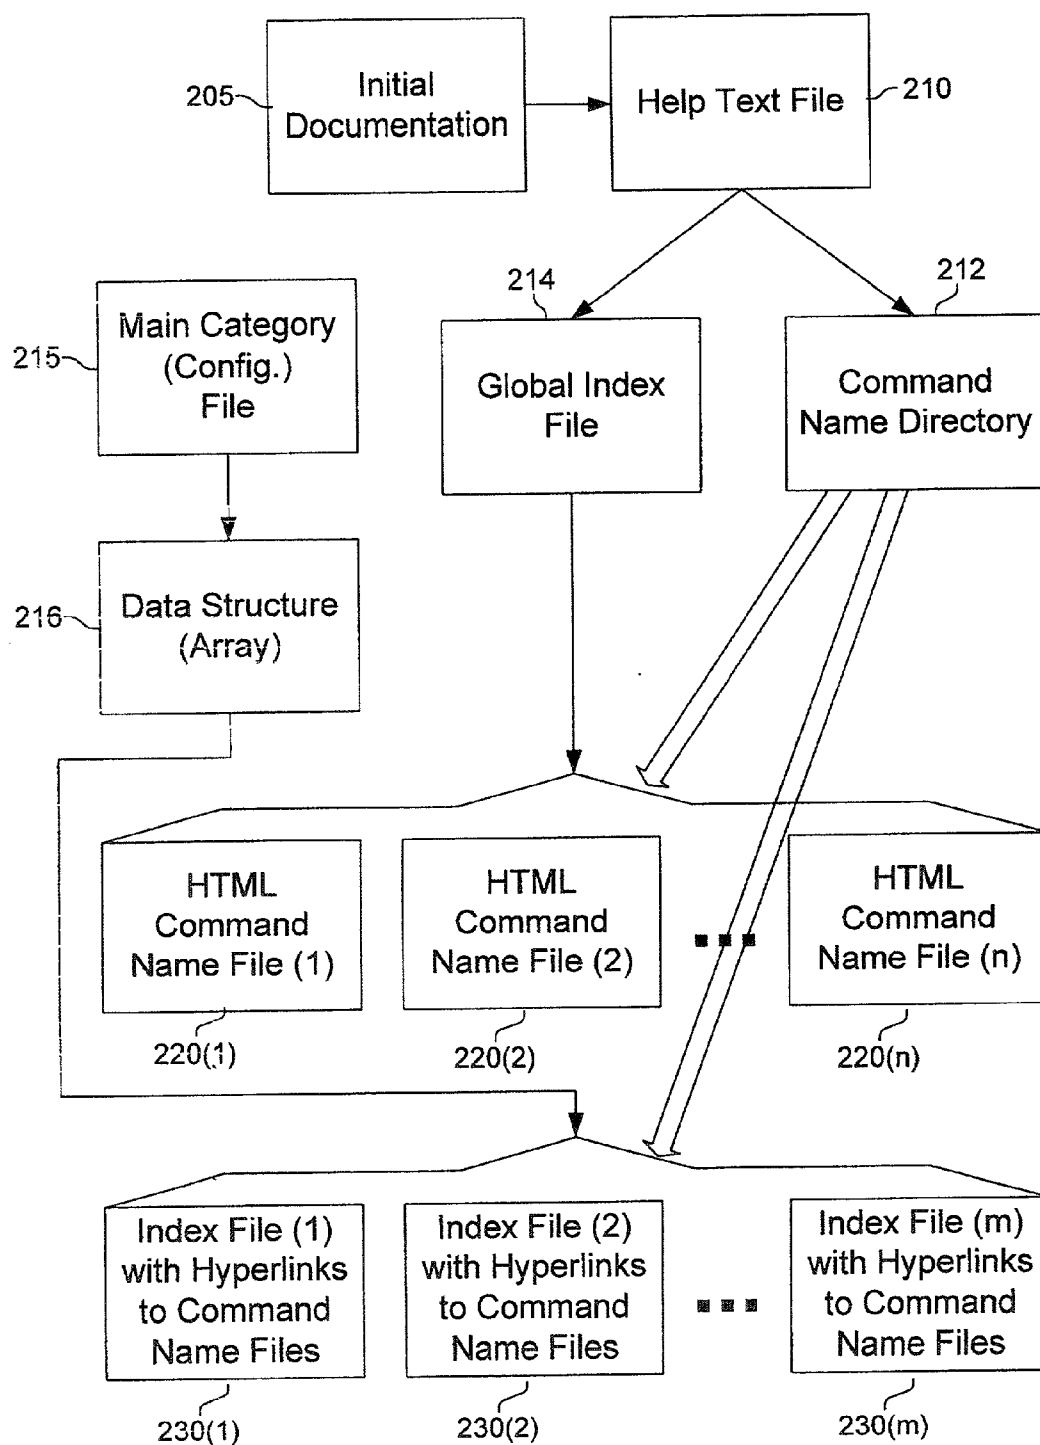 205
Initial
Documentation
Help Text File
210
214
212
215
Main Category
(Config.)
File
Global Index
File
Command
Name Directory
216
Data Structure
(Array)
HTML
Command
Name File (1)
HTML
Command
Name File (2)
HTML
Command
Name File (n)
220(1)
220(2)
220(n)
Index File (1)
with Hyperlinks
to Command
Name Files
Index File (2)
with Hyperlinks
to Command
Name Files
Index File (m)
with Hyperlinks
to Command
Name Files
230(1)
230(2)
230(m)